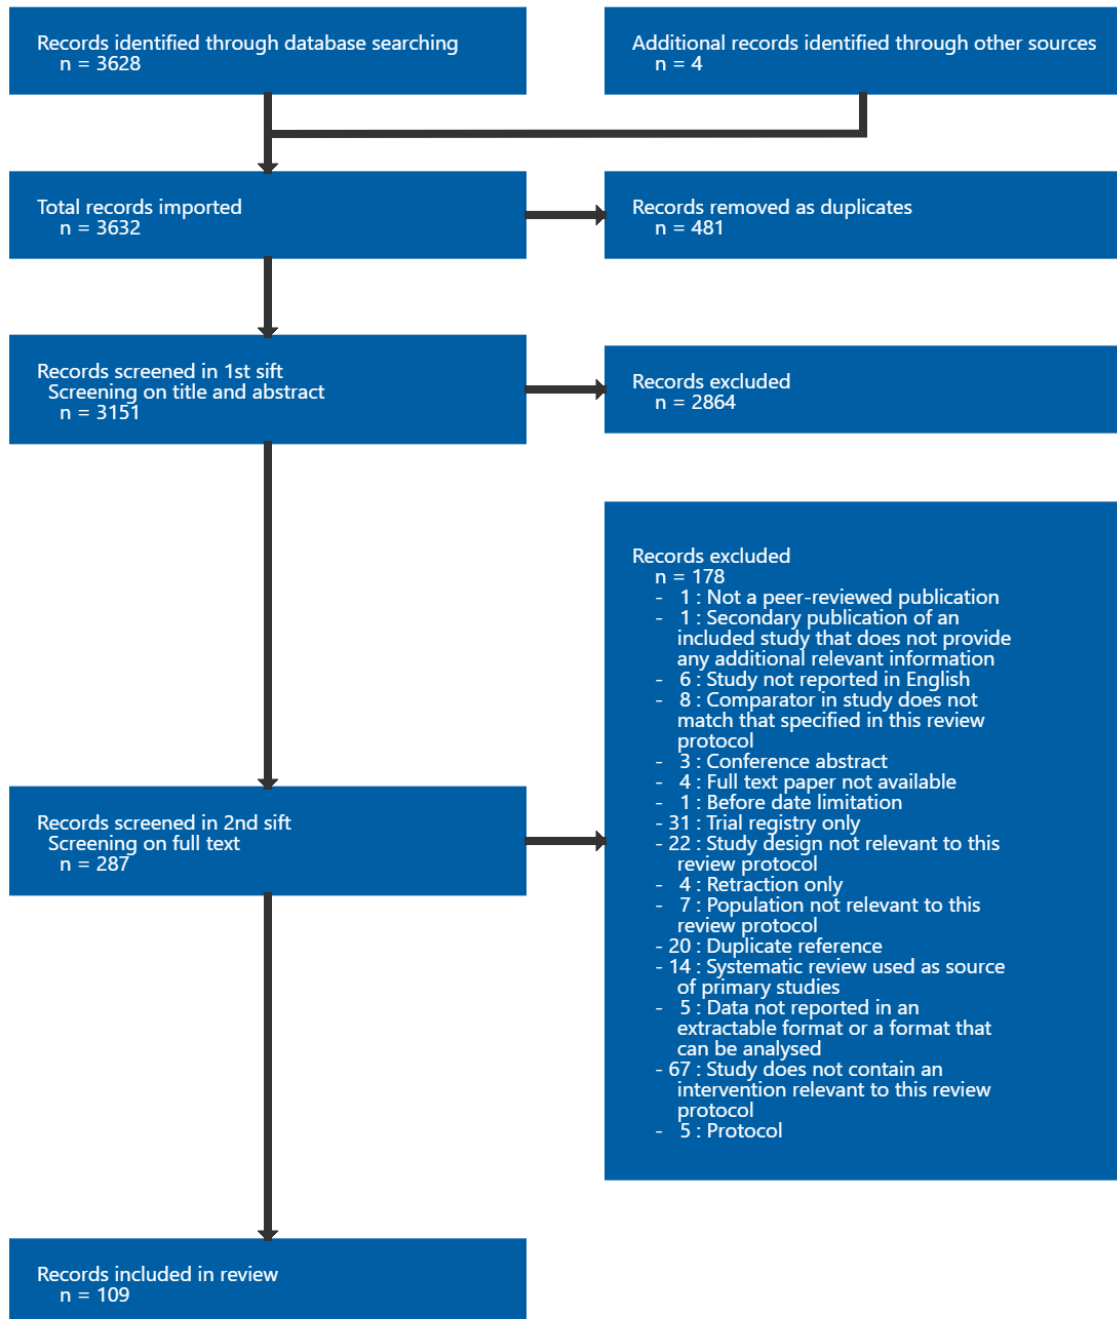 Records identified through database searching
n = 3628
Additional records identified through other sources
n = 4
Total records imported
n = 3632
Records removed as duplicates
n = 481
Records screened in 1st sift
Screening on title and abstract
n = 3151
Records excluded
n = 2864
Records excluded
n = 178
- 1 : Not a peer-reviewed publication
- 1 : Secondary publication of an
included study that does not provide
any additional relevant information
- 6 : Study not reported in English
- 8 : Comparator in study does not
match that specified in this review
protocol
- 3 : Conference abstract
- 4 : Full text paper not available
- 1 : Before date limitation
- 31 : Trial registry only
- 22 : Study design not relevant to this
review protocol
- 4 : Retraction only
- 7 : Population not relevant to this
review protocol
- 20 : Duplicate reference
- 14 : Systematic review used as source
of primary studies
- 5 : Data not reported in an
extractable format or a format that
can be analysed
- 67 : Study does not contain an
intervention relevant to this review
protocol
- 5 : Protocol
Records screened in 2nd sift
Screening on full text
n = 287
Records included in review
n = 109